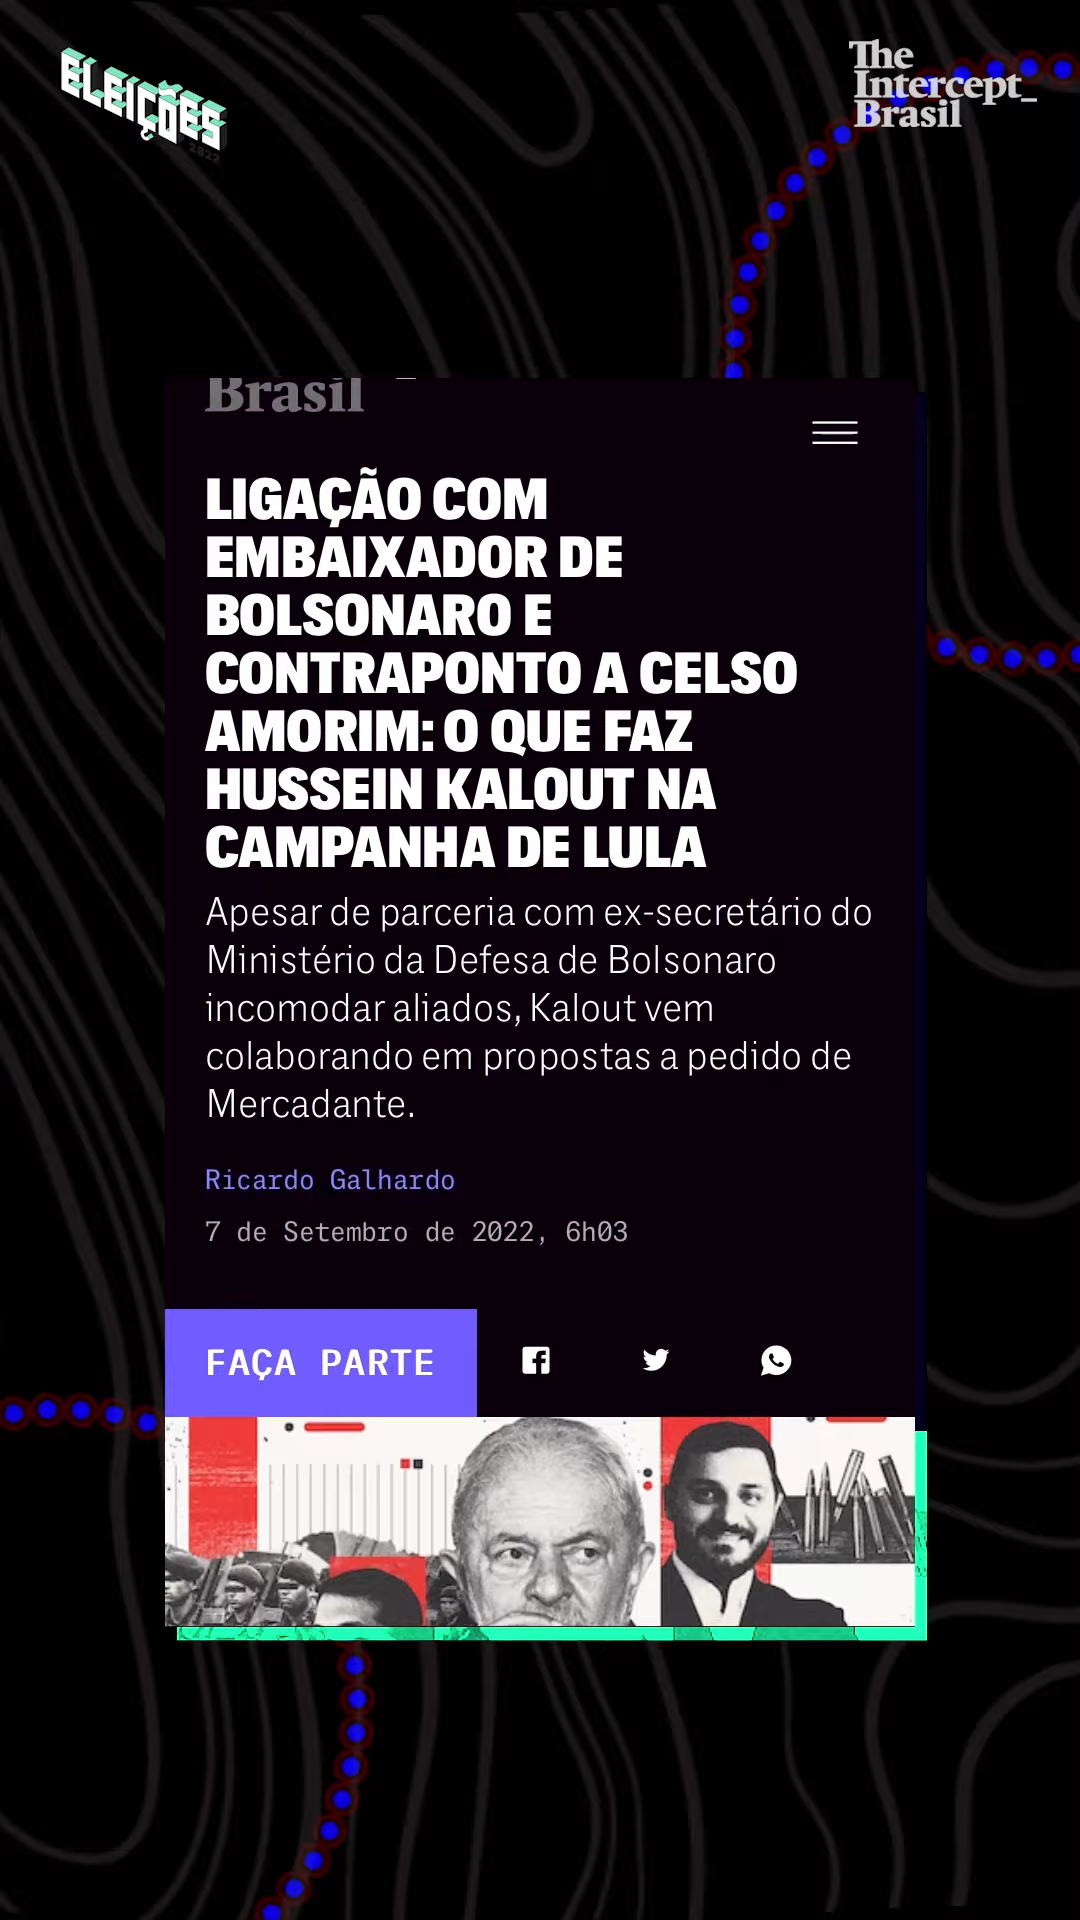 ELEIÇÕES
2022
The
Intercept_
Brasil
Brasil
LIGAÇÃO COM
EMBAIXADOR DE
BOLSONARO E
CONTRAPONTO A CELSO
AMORIM: O QUE FAZ
HUSSEIN KALOUT NA
CAMPANHA DE LULA
Apesar de parceria com ex-secretário do
Ministério da Defesa de Bolsonaro
incomodar aliados, Kalout vem
colaborando em propostas a pedido de
Mercadante.
Ricardo Galhardo
7 de Setembro de 2022, 6h03
FAÇA PARTE